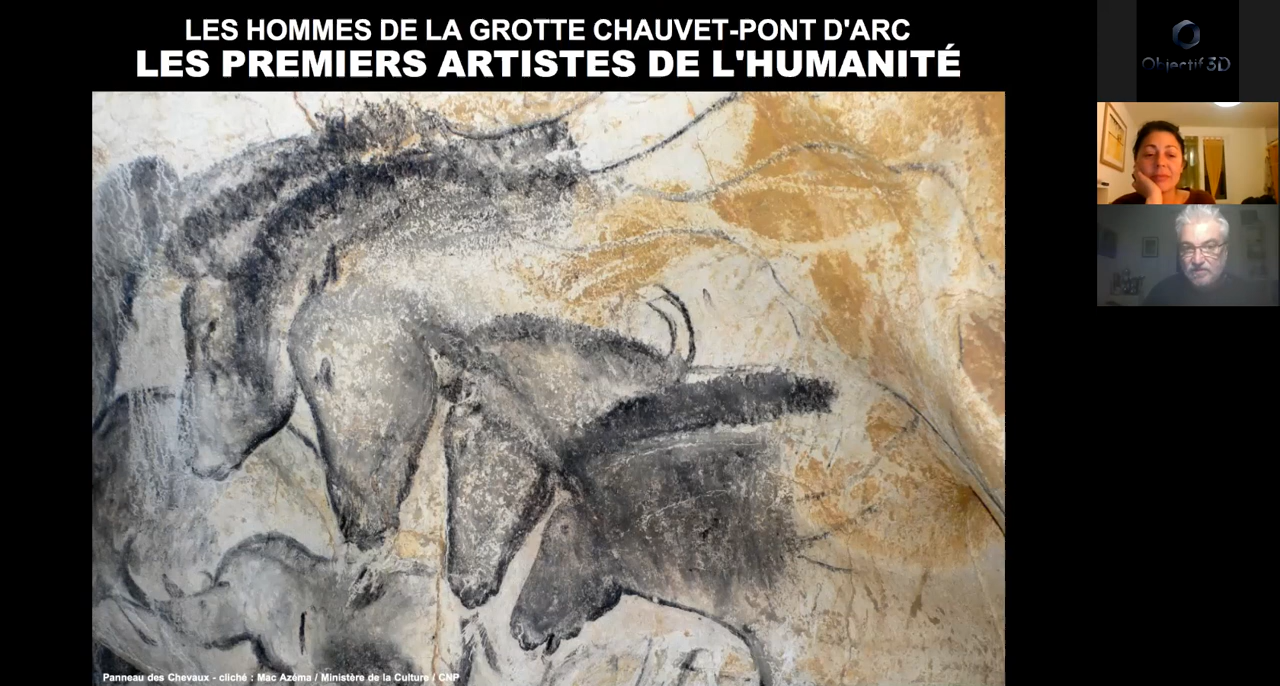 LES HOMMES DE LA GROTTE CHAUVET-PONT D'ARC
LES PREMIERS ARTISTES DE L'HUMANITÉ
Objectif 3D
Panneau des Chevaux - cliché : Mac Azéma / Ministère de la Culture / CNP